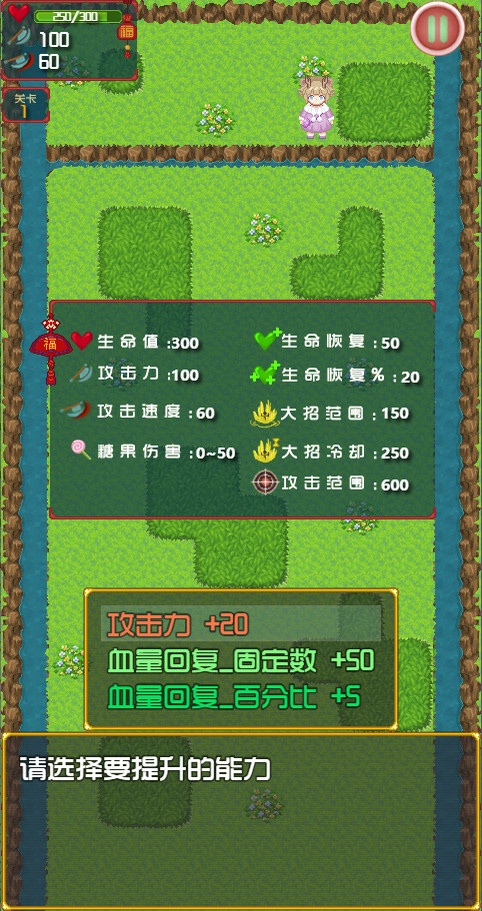 250/300
100
60
福
关卡
1
生命值:300
生命恢复:50
福
攻击力:100
生命恢复%:20
攻击速度:60
大招范围:150
糖果伤害:0~50
大招冷却:250
攻击范围:600
攻击力 +20
血量回复_固定数 +50
血量回复_百分比 +5
请选择要提升的能力